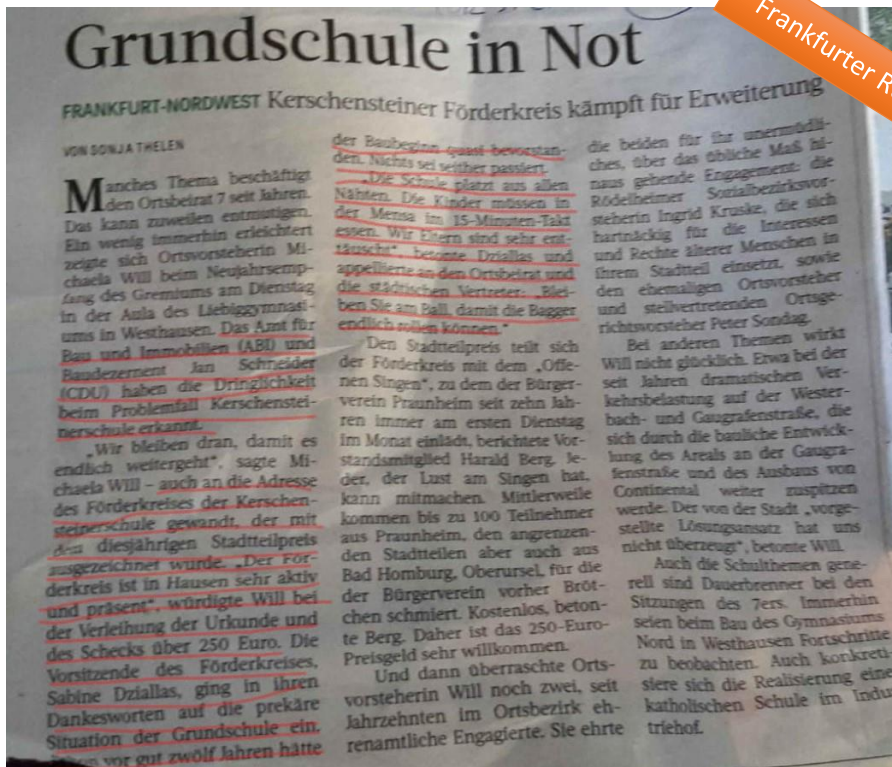 Frankfurter R
Grundschule in Not
FRANKFURT-NORDWEST Kerschensteiner Förderkreis kämpft für Erweiterung
VON SONJA THELEN
Manches Thema beschäftigt
den Ortsbeirat 7 seit Jahren.
Das kann zuweilen entmutigen.
Ein wenig immerhin erleichtert
zeigte sich Ortsvorsteherin Mi-
chaela Will beim Neujahrsemp-
fang des Gremiums am Dienstag
in der Aula des Liebiggymnasi-
ums in Westhausen. Das Amt für
Bau und Immobilien (ABI) und
Baudezernent Jan Schneider
(CDU) haben die Dringlichkeit
beim Problemfall Kerschenstei-
nerschule erkannt.
„Wir bleiben dran, damit es
endlich weitergeht“, sagte Mi-
chaela Will – auch an die Adresse
des Förderkreises der Kerschen-
steinerschule gewandt, der mit
dem diesjährigen Stadtteilpreis
ausgezeichnet wurde. „Der För-
derkreis ist in Hausen sehr aktiv
und präsent“, würdigte Will bei
der Verleihung der Urkunde und
des Schecks über 250 Euro. Die
Vorsitzende des Förderkreises,
Sabine Dziallas, ging in ihren
Dankesworten auf die prekäre
Situation der Grundschule ein.
vor gut zwölf Jahren hätte
der Baubeginn quasi bevorstan-
den. Nichts sei seither passiert.
„Die Schule platzt aus allen
Nähten. Die Kinder müssen in
der Mensa im 15-Minuten-Takt
essen. Wir Eltern sind sehr ent-
täuscht“, betonte Dziallas und
appellierte an den Ortsbeirat und
die städtischen Vertreter: „Blei-
ben Sie am Ball, damit die Bagger
endlich rollen können.“
Den Stadtteilpreis teilt sich
der Förderkreis mit dem „Offe-
nen Singen“, zu dem der Bürger-
verein Praunheim seit zehn Jah-
ren immer am ersten Dienstag
im Monat einlädt, berichtete Vor-
standsmitglied Harald Berg. Je-
der, der Lust am Singen hat,
kann mitmachen. Mittlerweile
kommen bis zu 100 Teilnehmer
aus Praunheim, den angrenzen-
den Stadtteilen aber auch aus
Bad Homburg, Oberursel, für die
der Bürgerverein vorher Bröt-
chen schmiert. Kostenlos, beton-
te Berg. Daher ist das 250-Euro-
Preisgeld sehr willkommen.
Und dann überraschte Orts-
vorsteherin Will noch zwei, seit
Jahrzehnten im Ortsbezirk eh-
renamtliche Engagierte. Sie ehrte
die beiden für ihr unermüdli-
ches, über das übliche Maß hi-
naus gehende Engagement: die
Rödelheimer Sozialbezirksvor-
steherin Ingrid Kruske, die sich
hartnäckig für die Interessen
und Rechte älterer Menschen in
ihrem Stadtteil einsetzt, sowie
den ehemaligen Ortsvorsteher
und stellvertretenden Ortsge-
richtsvorsteher Peter Sondag.
Bei anderen Themen wirkt
Will nicht glücklich. Etwa bei der
seit Jahren dramatischen Ver-
kehrsbelastung auf der Wester-
bach- und Gaugrafenstraße, die
sich durch die bauliche Entwick-
lung des Areals an der Gaugra-
fenstraße und des Ausbaus von
Continental weiter zuspitzen
werde. Der von der Stadt „vorge-
stellte Lösungsansatz hat uns
nicht überzeugt“, betonte Will.
Auch die Schulthemen gene-
rell sind Dauerbrenner bei den
Sitzungen des 7ers. Immerhin
seien beim Bau des Gymnasiums
Nord in Westhausen Fortschritte
zu beobachten. Auch konkreti-
siere sich die Realisierung eine
katholischen Schule im Indu
triehof.